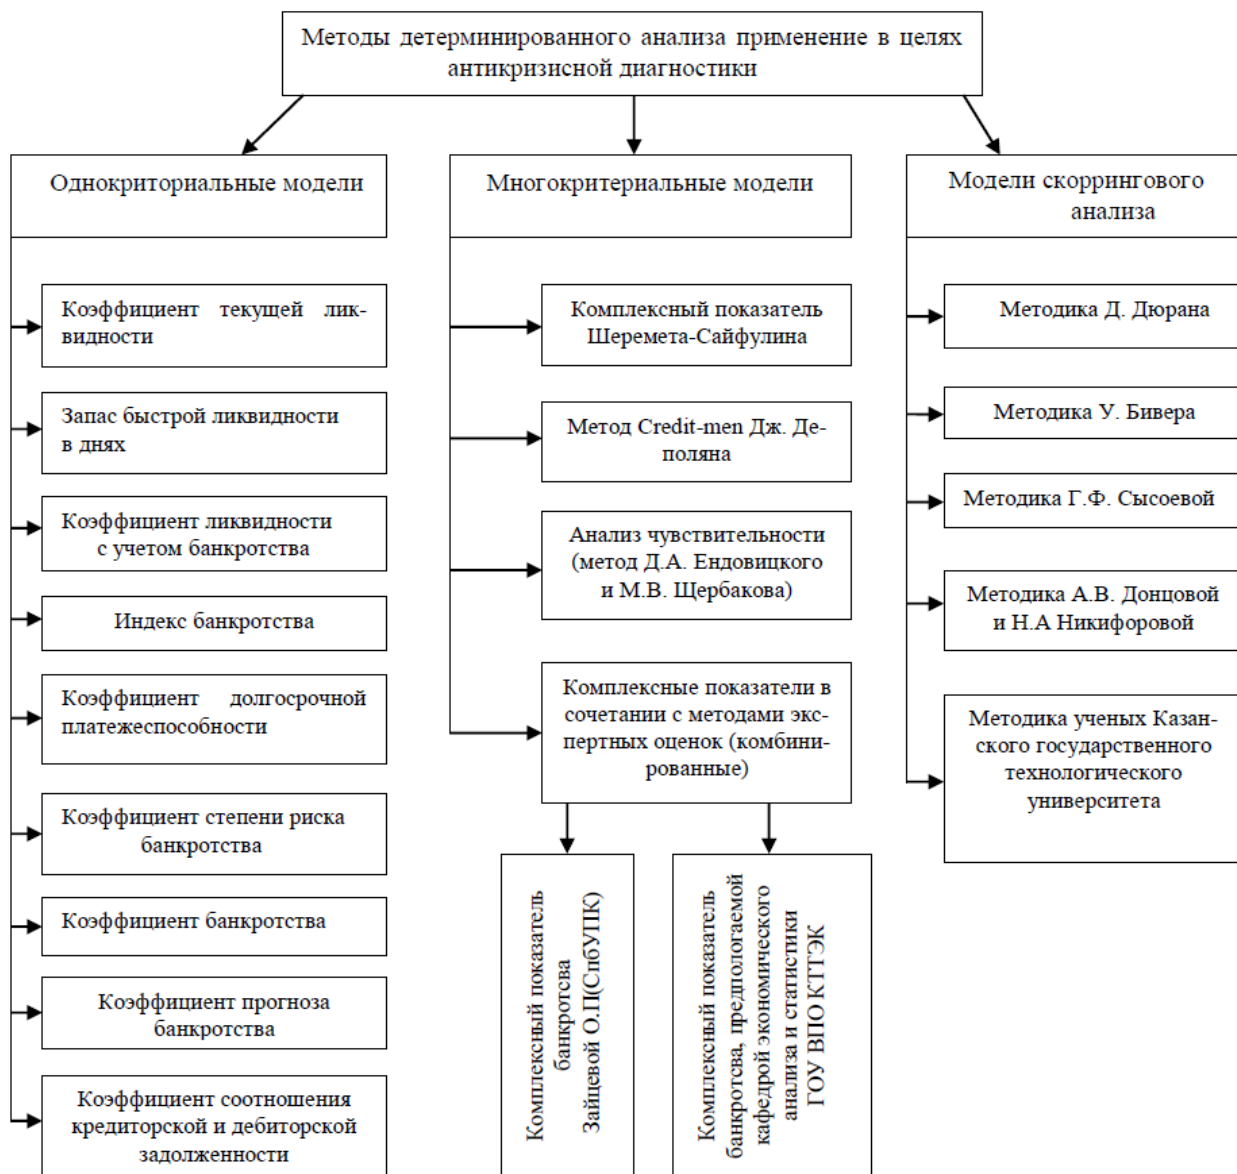 Методы детерминированного анализа применение в целях
антикризисной диагностики
Однокриториальные модели
Коэффициент текущей лик-
видности
Запас быстрой ликвидности
в днях
Коэффициент ликвидности
с учетом банкротства
Индекс банкротства
Коэффициент долгосрочной
платежеспособности
Коэффициент степени риска
банкротства
Коэффициент банкротства
Коэффициент прогноза
банкротства
Коэффициент соотношения
кредиторской и дебиторской
задолженности
Многокритериальные модели
Комплексный показатель
Шеремета-Сайфулина
Метод Credit-men Дж. Де-
поляна
Анализ чувствительности
(метод Д.А. Ендовицкого
и М.В. Щербакова)
Комплексные показатели в
сочетании с методами экс-
пертных оценок (комбини-
рованные)
Комплексный показатель
банкротсва
Зайцевой О.П(СпбУПК)
Комплексный показатель
банкротсва, предпологаемой
кафедрой экономического
анализа и статистики
ГОУ ВПО КТТЭК
Модели скоррингового
анализа
Методика Д. Дюрана
Методика У. Бивера
Методика Г.Ф. Сысоевой
Методика А.В. Донцовой
и Н.А Никифоровой
Методика ученых Казан-
ского государственного
технологического
университета